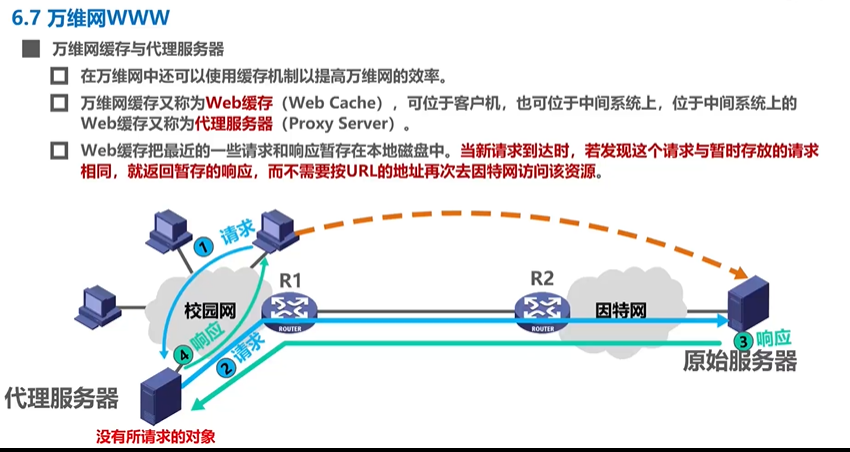 6.7 万维网WWW
万维网缓存与代理服务器
在万维网中还可以使用缓存机制以提高万维网的效率。
万维网缓存又称为Web缓存（Web Cache），可位于客户机，也可位于中间系统上，位于中间系统上的
Web缓存又称为代理服务器（Proxy Server）。
Web缓存把最近的一些请求和响应暂存在本地磁盘中。当新请求到达时，若发现这个请求与暂时存放的请求
相同，就返回暂存的响应，而不需要按URL的地址再次去因特网访问该资源。
1 请求
R1
R2
校园网
因特网
ROUTER
ROUTER
4 响应
2 请求
3 响应
原始服务器
代理服务器
没有所请求的对象